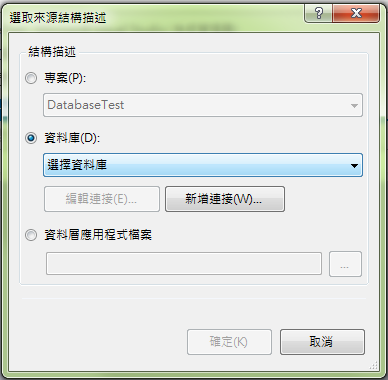 選取來源結構描述
結構描述
專案(P):
DatabaseTest
資料庫(D):
選擇資料庫
編輯連接(E)... 新增連接(W)...
資料層應用程式檔案
...
確定(K) 取消